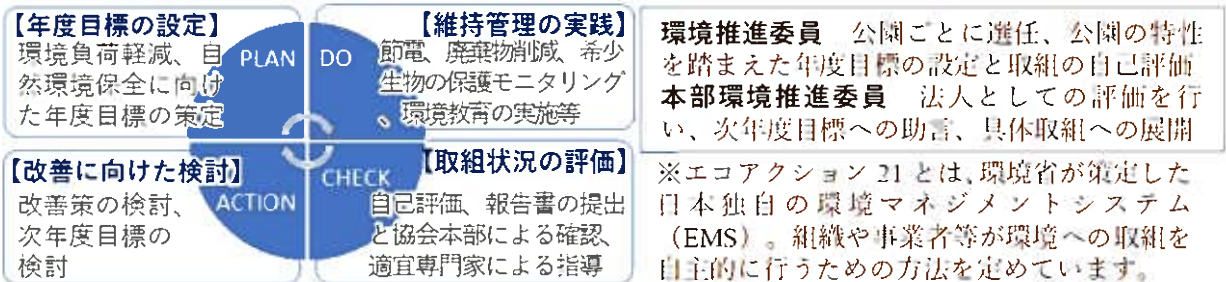 【年度目標の設定】
環境負荷軽減、自
然環境保全に向け
た年度目標の策定
PLAN
DO
【維持管理の実践】
節電、廃棄物削減、希少
生物の保護モニタリング
、環境教育の実施等
【改善に向けた検討】
改善策の検討、
次年度目標の
検討
ACTION
CHECK
【取組状況の評価】
自己評価、報告書の提出
と協会本部による確認、
適宜専門家による指導
環境推進委員 公園ごとに選任、公園の特性
を踏まえた年度目標の設定と取組の自己評価
本部環境推進委員 法人としての評価を行
い、次年度目標への助言、具体取組への展開
※エコアクション 21 とは、環境省が策定した
日本独自の環境マネジメントシステム
（EMS）。組織や事業者等が環境への取組を
自主的に行うための方法を定めています。